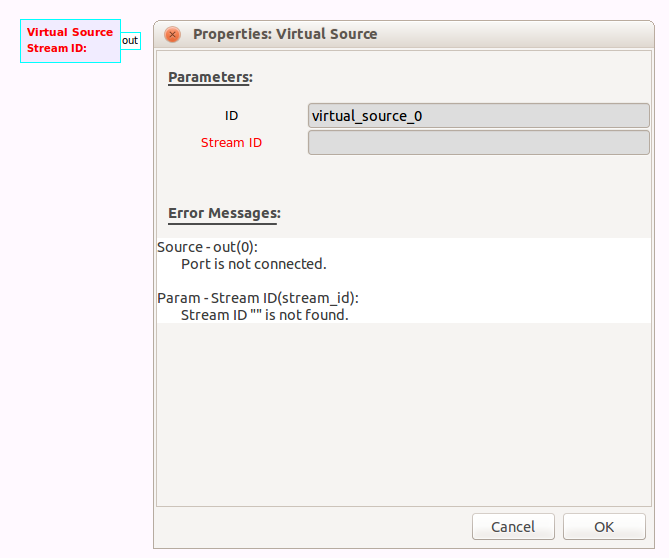 Virtual Source
Stream ID:
out
Properties: Virtual Source
Parameters:
ID
virtual_source_0
Stream ID
Error Messages:
Source - out(0):
Port is not connected.
Param - Stream ID(stream_id):
Stream ID "" is not found.
Cancel
OK